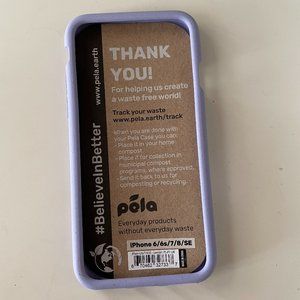 THANK
YOU!
For helping us create
a waste free world!
Track your waste
www.pela.earth/track
When you are done with
your Pela Case you can:
- Place it in your home
compost.
- Place it for collection in
municipal compost
programs, where approved.
- Send it back to us for
composting or recycling.
pela
Everyday products
without everyday waste
iPhone 6/6s/7/8/SE
#BelieveInBetter
www.pela.earth